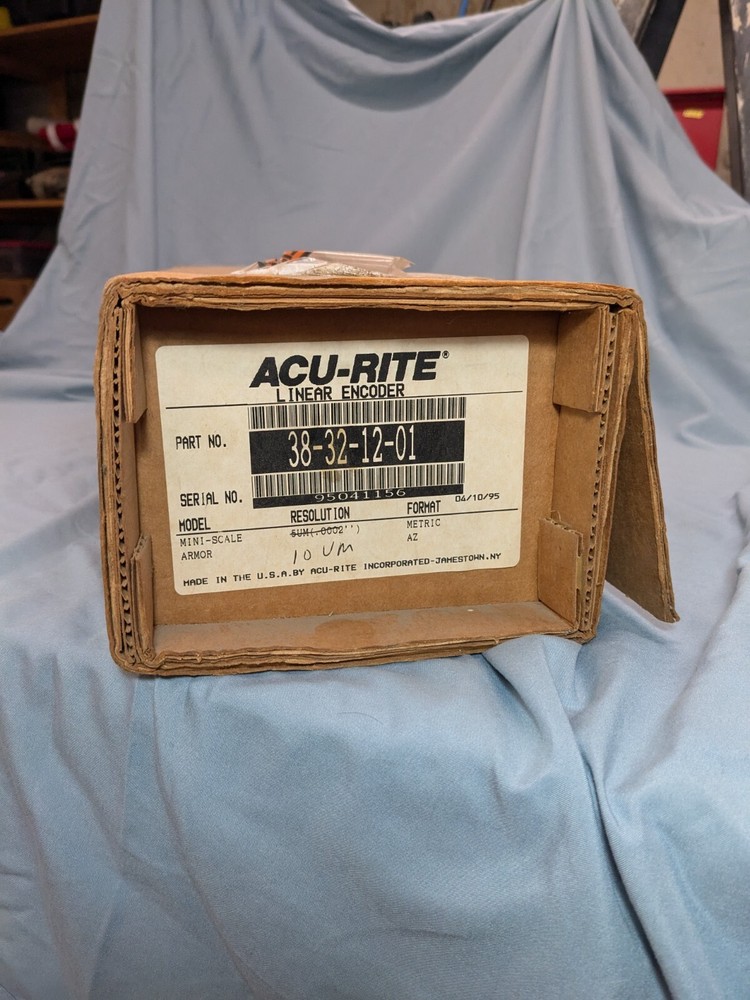 ACU-RITE®
LINEAR ENCODER
PART NO. 38-32-12-01
SERIAL NO. 95041156 04/10/95
MODEL RESOLUTION FORMAT
MINI-SCALE 5UM(.0002'') METRIC
ARMOR 10 UM AZ
MADE IN THE U.S.A.BY ACU-RITE INCORPORATED-JAMESTOWN.NY